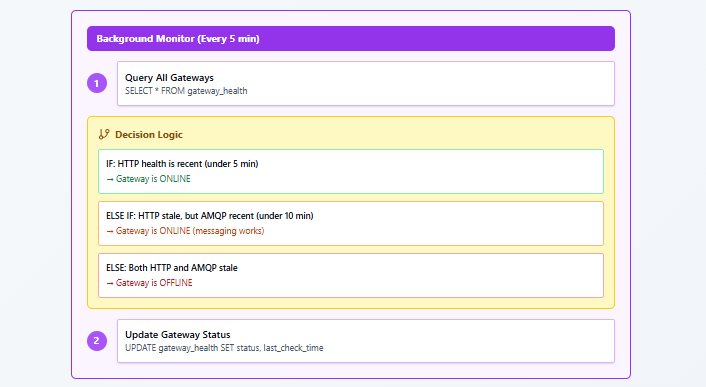 Background Monitor (Every 5 min)
1
Query All Gateways
SELECT * FROM gateway_health
Decision Logic
IF: HTTP health is recent (under 5 min)
→ Gateway is ONLINE
ELSE IF: HTTP stale, but AMQP recent (under 10 min)
→ Gateway is ONLINE (messaging works)
ELSE: Both HTTP and AMQP stale
→ Gateway is OFFLINE
2
Update Gateway Status
UPDATE gateway_health SET status, last_check_time